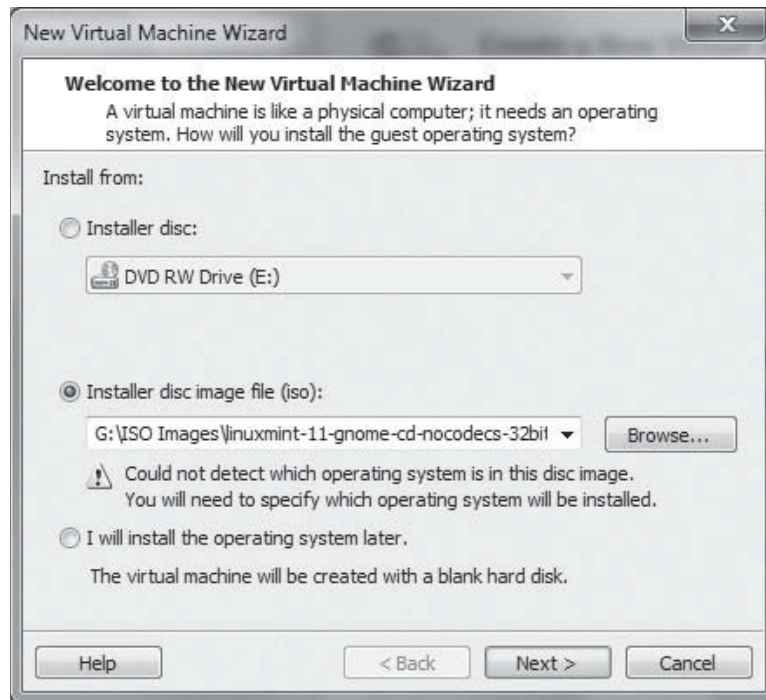 New Virtual Machine Wizard
Welcome to the New Virtual Machine Wizard
A virtual machine is like a physical computer; it needs an operating
system. How will you install the guest operating system?
Install from:
Installer disc:
DVD RW Drive (E:)
Installer disc image file (iso):
G:\ISO Images\linuxmint-11-gnome-cd-nocodecs-32bit
Browse...
Could not detect which operating system is in this disc image.
You will need to specify which operating system will be installed.
I will install the operating system later.
The virtual machine will be created with a blank hard disk.
Help
< Back
Next >
Cancel